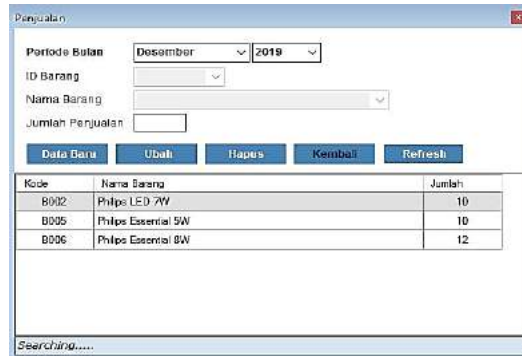 Penjualan
Periode Bulan Desember 2019
ID Barang
Nama Barang
Jumlah Penjualan
Data Baru Ubah Hapus Kembali Refresh
Kode Nama Barang Jumlah
B002 Philips LED 7W 10
B005 Philips Essential 5W 10
B006 Philips Essential 8W 12
Searching.....